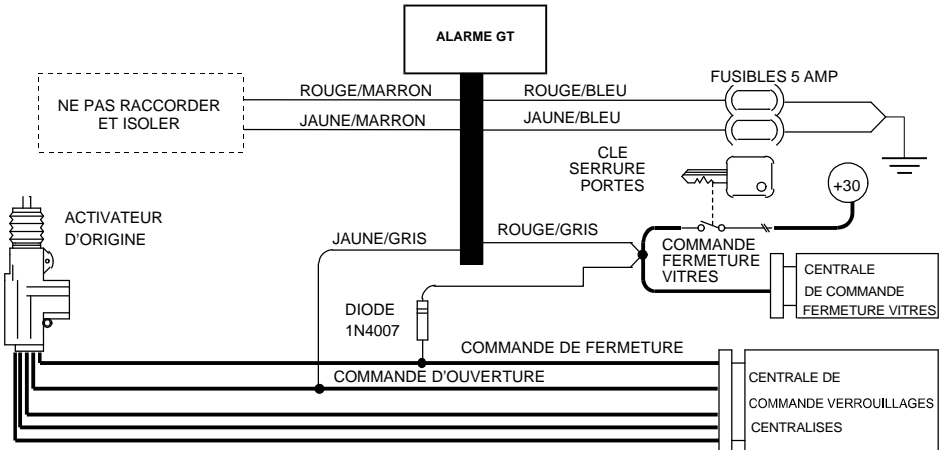 ALARME GT
FUSIBLES 5 AMP
ROUGE/MARRON
ROUGE/BLEU
NE PAS RACCORDER
ET ISOLER
JAUNE/MARRON
JAUNE/BLEU
CLE
SERRURE
PORTES
+30
ACTIVATEUR
D'ORIGINE
JAUNE/GRIS
ROUGE/GRIS
COMMANDE
FERMETURE
VITRES
CENTRALE
DE COMMANDE
FERMETURE VITRES
DIODE
1N4007
COMMANDE DE FERMETURE
COMMANDE D'OUVERTURE
CENTRALE DE
COMMANDE VERROUILLAGES
CENTRALISES